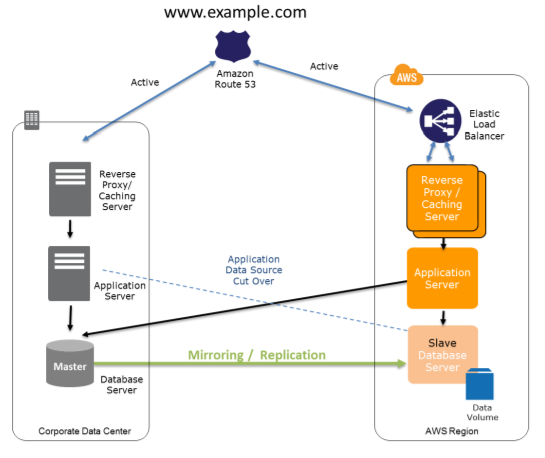 www.example.com
Active
Active
Amazon
Route 53
AWS
Elastic
Load
Balancer
Reverse
Proxy/
Caching
Server
Reverse
Proxy /
Caching
Server
Application
Data Source
Cut Over
Application
Server
Application
Server
Master
Database
Server
Mirroring / Replication
Slave
Database
Server
Data
Volume
Corporate Data Center
AWS Region